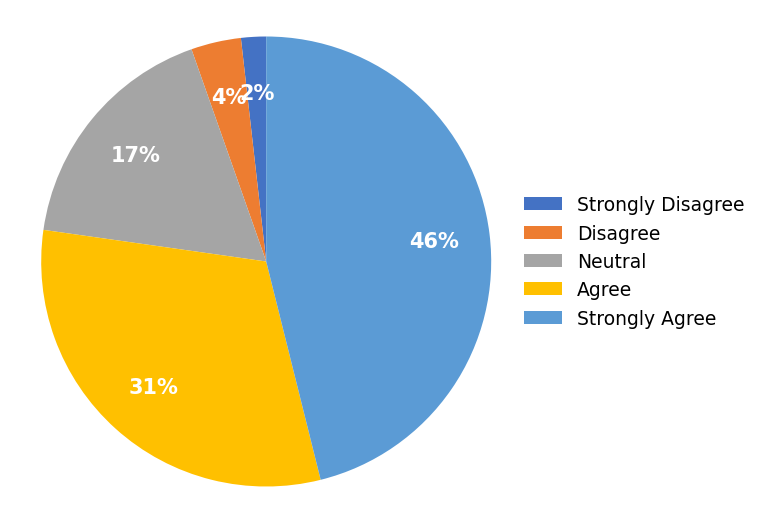 2%
4%
17%
46%
31%
Strongly Disagree
Disagree
Neutral
Agree
Strongly Agree